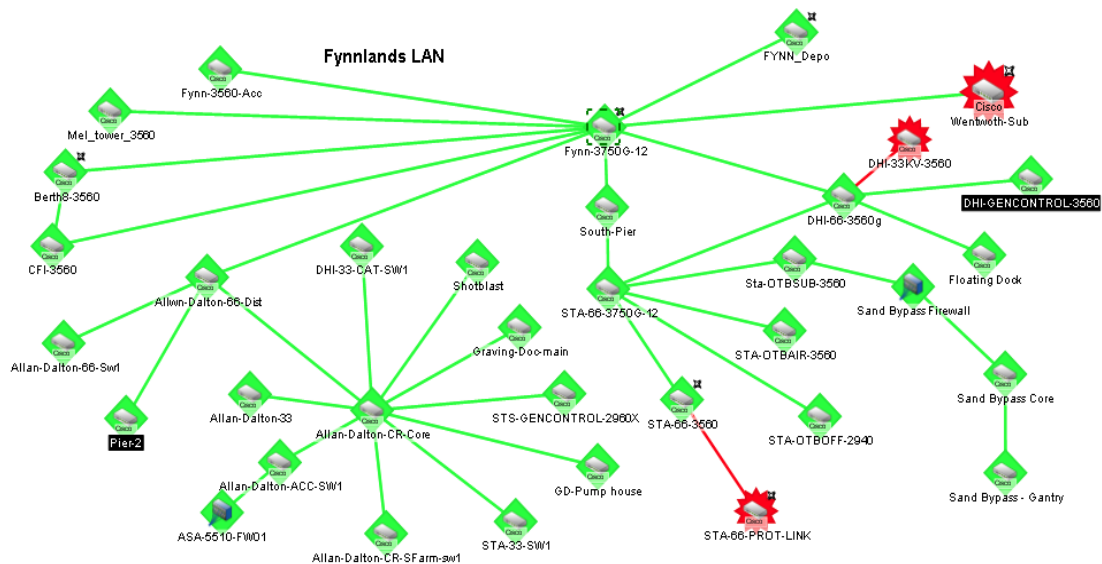 FYNN_Depo
Fynnlands LAN
Cisco
Fynn-3560-Acc
Cisco
Wentwoth-Sub
Mel_tower_3560
Fynn-3750G-12
DHI-33KV-3560
Berth8-3560
DHI-GENCONTROL-3560
DHI-66-3560g
South-Pier
CFI-3560
DHI-33-CAT-SW1
Shotblast
Sta-OTBSUB-3560
Floating Dock
Allwn-Dalton-66-Dist
STA-66-3750G-12
Sand Bypass Firewall
Graving-Doc-main
STA-OTBAIR-3560
Allan-Dalton-66-Sw1
Sand Bypass Core
Allan-Dalton-33
STS-GENCONTROL-2960X
STA-66-3560
Allan-Dalton-CR-Core
STA-OTBOFF-2940
Pier-2
Allan-Dalton-ACC-SW1
GD-Pump house
Sand Bypass - Gantry
ASA-5510-FW01
STA-33-SW1
STA-66-PROT-LINK
Allan-Dalton-CR-SFarm-sw1